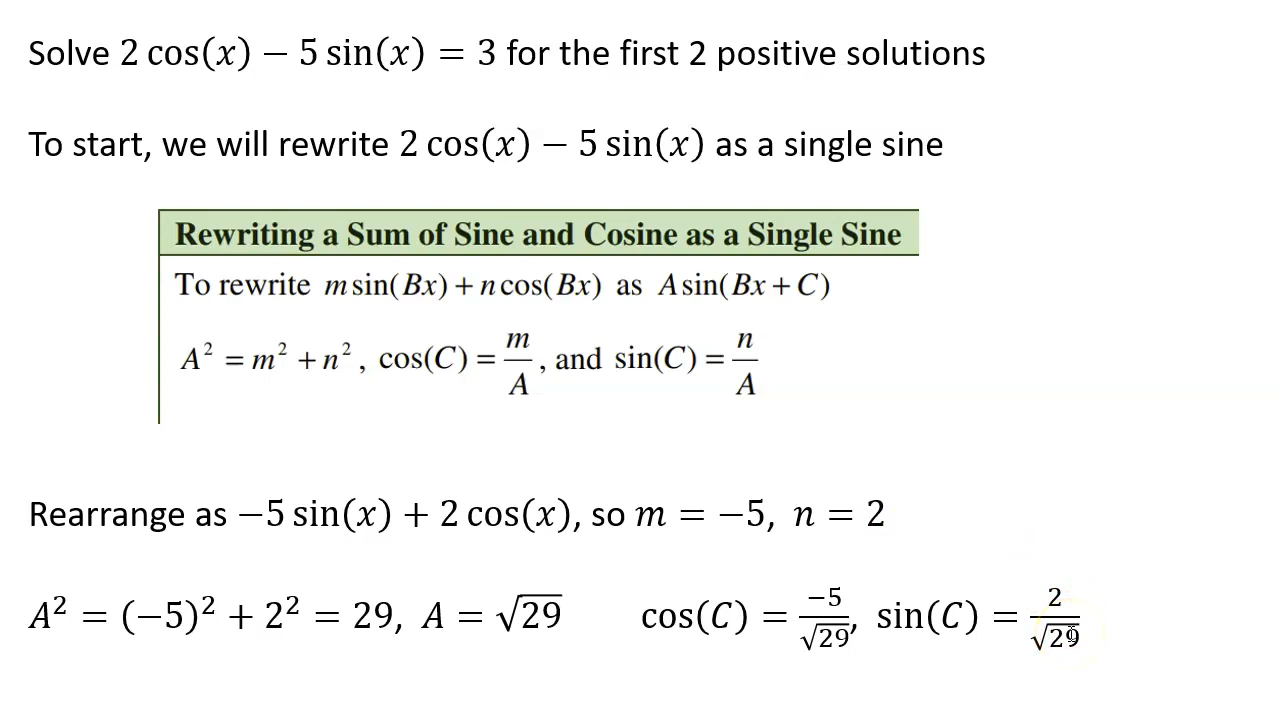 Solve 2 cos(x) − 5 sin(x) = 3 for the first 2 positive solutions
To start, we will rewrite 2 cos(x) − 5 sin(x) as a single sine
Rewriting a Sum of Sine and Cosine as a Single Sine
To rewrite m sin(Bx) + n cos(Bx) as A sin(Bx + C)
A² = m² + n², cos(C) = m/A, and sin(C) = n/A
Rearrange as −5 sin(x) + 2 cos(x), so m = −5, n = 2
A² = (−5)² + 2² = 29, A = √29 cos(C) = −5/√29, sin(C) = 2/√29